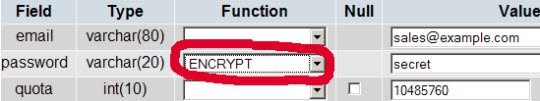 Field Type Function Null Value
email varchar(80) sales@example.com
password varchar(20) ENCRYPT secret
quota int(10) 10485760